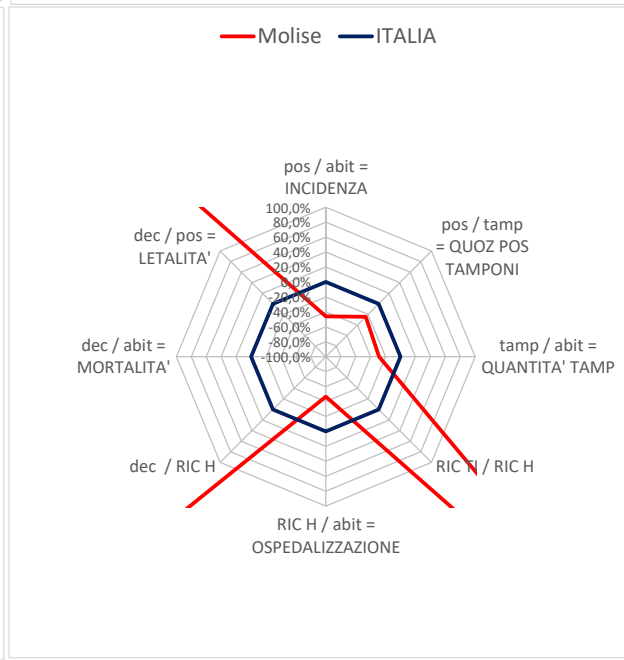 Molise ITALIA
pos / abit =
INCIDENZA
pos / tamp
= QUOZ POS
TAMPONI
tamp / abit =
QUANTITA' TAMP
RIC TI / RIC H
RIC H / abit =
OSPEDALIZZAZIONE
dec / RIC H
dec / abit =
MORTALITA'
dec / pos =
LETALITA'
100,0%
80,0%
60,0%
40,0%
20,0%
0,0%
-20,0%
-40,0%
-60,0%
-80,0%
-100,0%